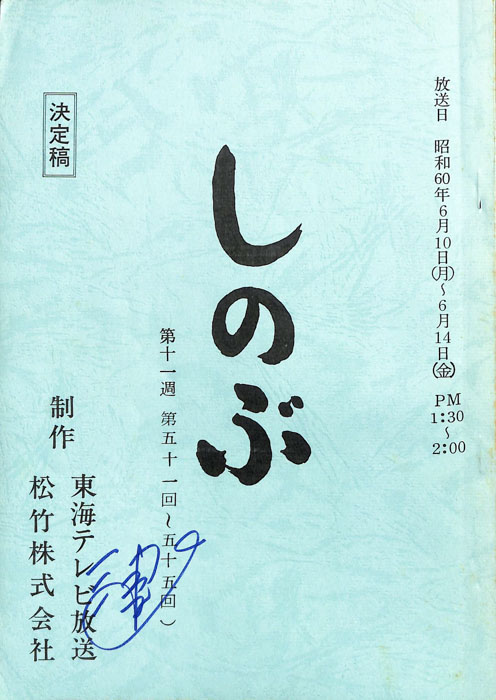 放送日 昭和60年6月10日(月)〜6月14日(金) PM 1:30〜2:00
決定稿
しのぶ
第十一週 第五十一回〜五十五回)
制作 東海テレビ放送
松竹株式会社